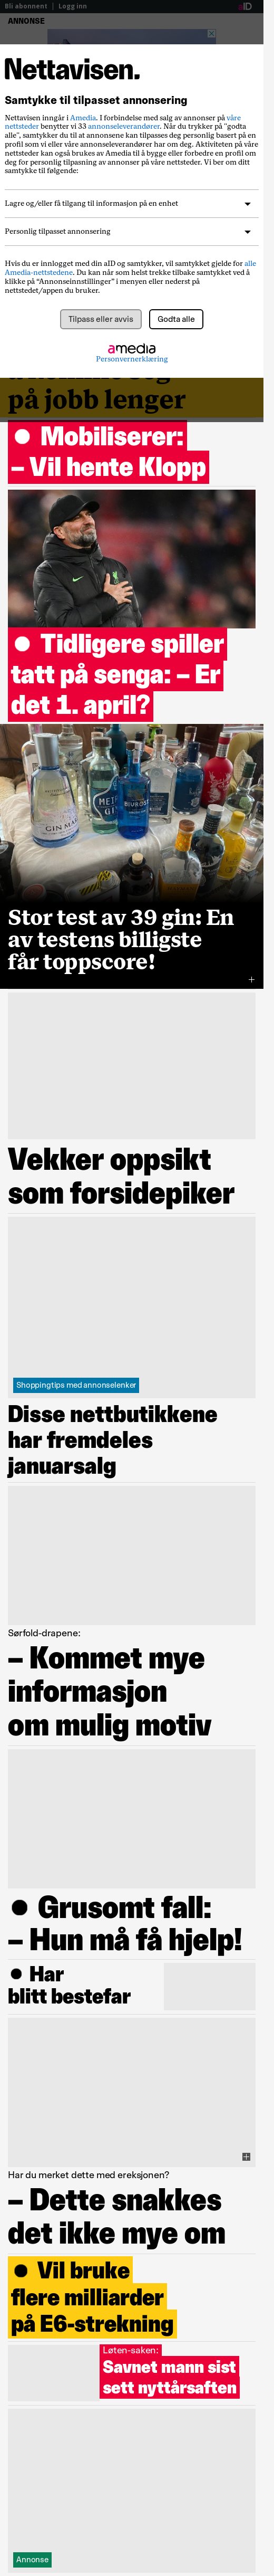 Bli abonnent | Logg inn
aID
ANNONSE
Nettavisen.
Samtykke til tilpasset annonsering
Nettavisen inngår i Amedia. I forbindelse med salg av annonser på våre
nettsteder benytter vi 33 annonseleverandører. Når du trykker på "godta
alle", samtykker du til at annonsene kan tilpasses deg personlig basert på en
profil som vi eller våre annonseleverandører har om deg. Aktiviteten på våre
nettsteder kan også brukes av Amedia til å bygge eller forbedre en profil om
deg for personlig tilpasning av annonser på våre nettsteder. Vi ber om ditt
samtykke til følgende:
Lagre og/eller få tilgang til informasjon på en enhet
Personlig tilpasset annonsering
Hvis du er innlogget med din aID og samtykker, vil samtykket gjelde for alle
Amedia-nettstedene. Du kan når som helst trekke tilbake samtykket ved å
klikke på “Annonseinnstillinger” i menyen eller nederst på
nettstedet/appen du bruker.
Tilpass eller avvis
Godta alle
amedia
Personvernerklæring
på jobb lenger
Mobiliserer:
– Vil hente Klopp
Tidligere spiller
tatt på senga: – Er
det 1. april?
Stor test av 39 gin: En
av testens billigste
får toppscore!
Vekker oppsikt
som forsidepiker
Shoppingtips med annonselenker
Disse nettbutikkene
har fremdeles
januarsalg
Sørfold-drapene:
– Kommet mye
informasjon
om mulig motiv
Grusomt fall:
– Hun må få hjelp!
Har
blitt bestefar
Har du merket dette med ereksjonen?
– Dette snakkes
det ikke mye om
Vil bruke
flere milliarder
på E6-strekning
Løten-saken:
Savnet mann sist
sett nyttårsaften
Annonse